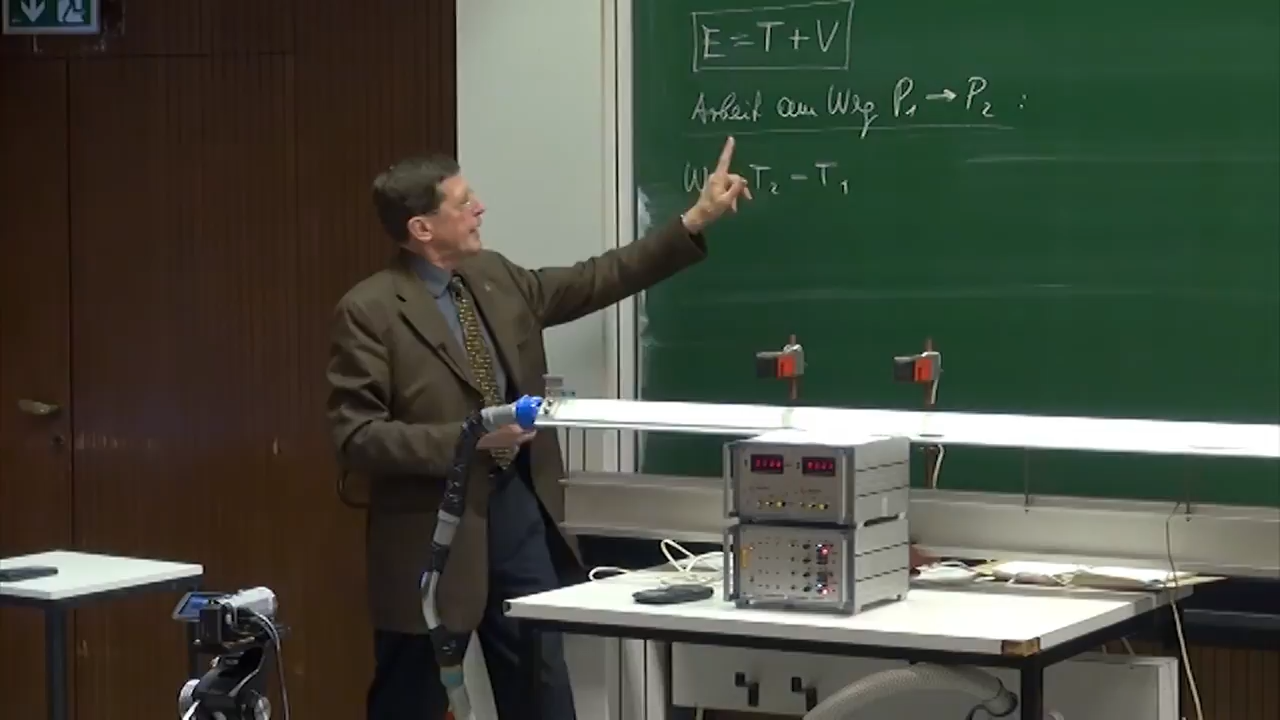 E = T + V
Arbeit am Weg P₁ → P₂ :
W T₂ - T₁